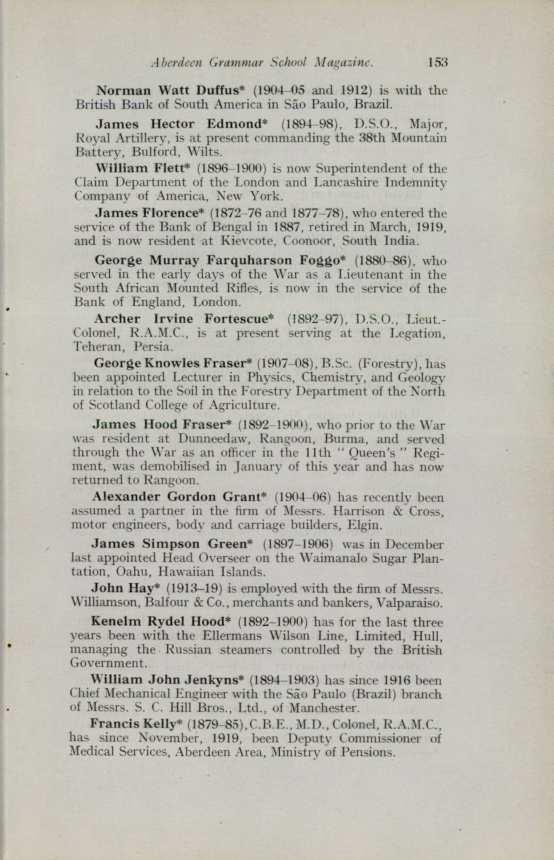 Aberdeen Grammar School Magazine. 153
Norman Watt Duffus* (1904–05 and 1912) is with the
British Bank of South America in São Paulo, Brazil.
James Hector Edmond* (1894–98), D.S.O., Major,
Royal Artillery, is at present commanding the 38th Mountain
Battery, Bulford, Wilts.
William Flett* (1896–1900) is now Superintendent of the
Claim Department of the London and Lancashire Indemnity
Company of America, New York.
James Florence* (1872–76 and 1877–78), who entered the
service of the Bank of Bengal in 1887, retired in March, 1919,
and is now resident at Kievcote, Coonoor, South India.
George Murray Farquharson Foggo* (1880–86), who
served in the early days of the War as a Lieutenant in the
South African Mounted Rifles, is now in the service of the
Bank of England, London.
Archer Irvine Fortescue* (1892–97), D.S.O., Lieut.-
Colonel, R.A.M.C., is at present serving at the Legation,
Teheran, Persia.
George Knowles Fraser* (1907–08), B.Sc. (Forestry), has
been appointed Lecturer in Physics, Chemistry, and Geology
in relation to the Soil in the Forestry Department of the North
of Scotland College of Agriculture.
James Hood Fraser* (1892–1900), who prior to the War
was resident at Dunneedaw, Rangoon, Burma, and served
through the War as an officer in the 11th " Queen's " Regi-
ment, was demobilised in January of this year and has now
returned to Rangoon.
Alexander Gordon Grant* (1904–06) has recently been
assumed a partner in the firm of Messrs. Harrison & Cross,
motor engineers, body and carriage builders, Elgin.
James Simpson Green* (1897–1906) was in December
last appointed Head Overseer on the Waimanalo Sugar Plan-
tation, Oahu, Hawaiian Islands.
John Hay* (1913–19) is employed with the firm of Messrs.
Williamson, Balfour & Co., merchants and bankers, Valparaiso.
Kenelm Rydel Hood* (1892–1900) has for the last three
years been with the Ellermans Wilson Line, Limited, Hull,
managing the Russian steamers controlled by the British
Government.
William John Jenkyns* (1894–1903) has since 1916 been
Chief Mechanical Engineer with the São Paulo (Brazil) branch
of Messrs. S. C. Hill Bros., Ltd., of Manchester.
Francis Kelly* (1879–85), C.B.E., M.D., Colonel, R.A.M.C.,
has since November, 1919, been Deputy Commissioner of
Medical Services, Aberdeen Area, Ministry of Pensions.